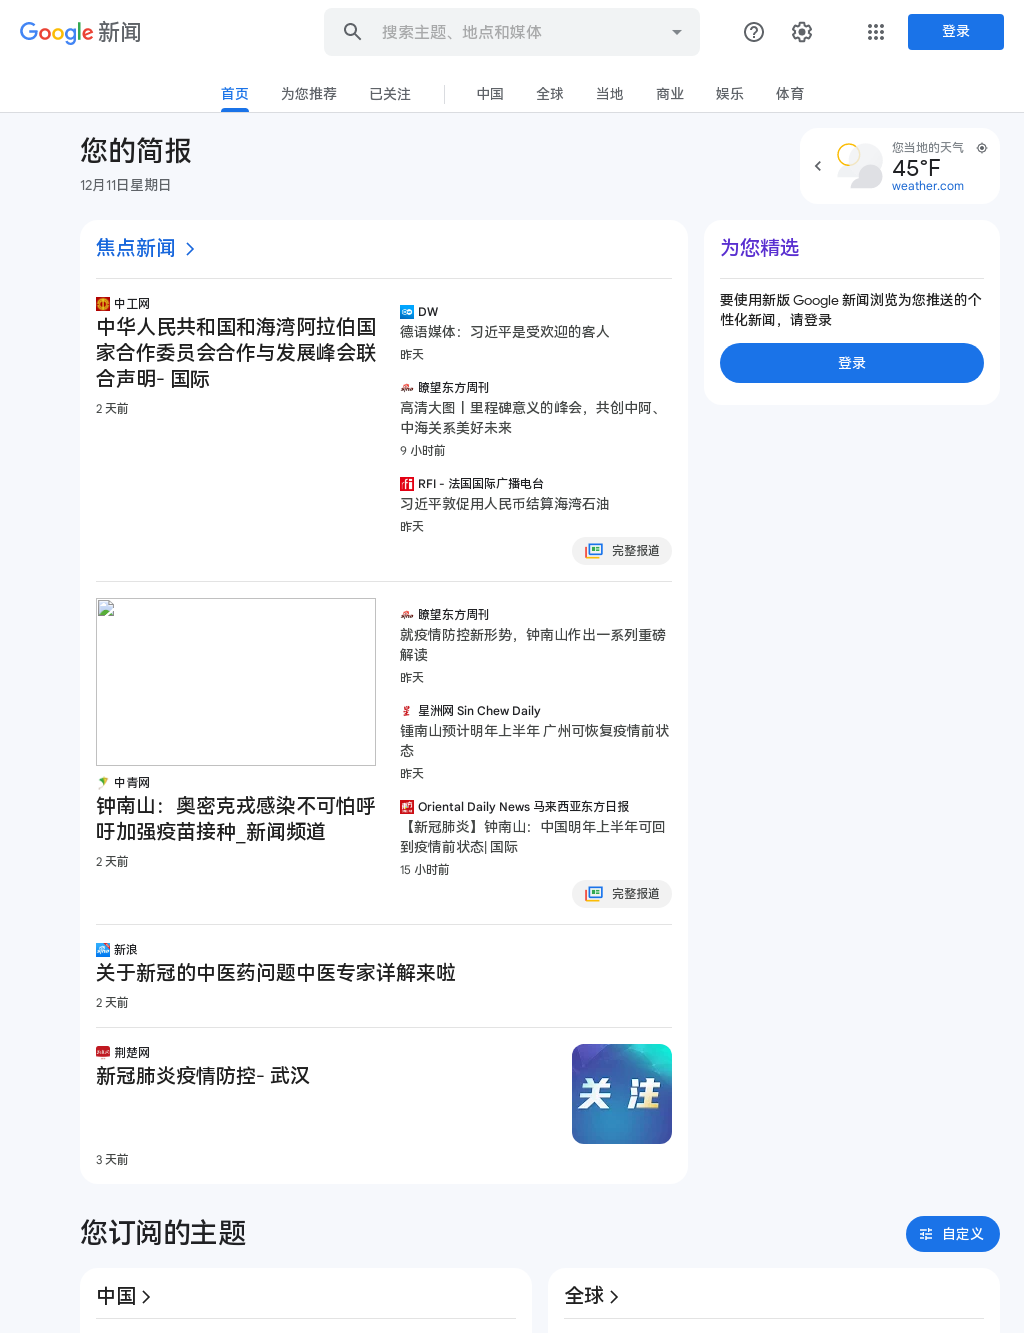 Google 新闻
搜索主题、地点和媒体
登录
首页
为您推荐
已关注
中国
全球
当地
商业
娱乐
体育
您的简报
12月11日星期日
您当地的天气
45°F
weather.com
焦点新闻
中工网
中华人民共和国和海湾阿拉伯国
家合作委员会合作与发展峰会联
合声明- 国际
2 天前
DW
德语媒体：习近平是受欢迎的客人
昨天
瞭望东方周刊
高清大图丨里程碑意义的峰会，共创中阿、
中海关系美好未来
9 小时前
RFI - 法国国际广播电台
习近平敦促用人民币结算海湾石油
昨天
完整报道
为您精选
要使用新版 Google 新闻浏览为您推送的个
性化新闻，请登录
登录
中青网
钟南山：奥密克戎感染不可怕呼
吁加强疫苗接种_新闻频道
2 天前
瞭望东方周刊
就疫情防控新形势，钟南山作出一系列重磅
解读
昨天
星洲网 Sin Chew Daily
锺南山预计明年上半年 广州可恢复疫情前状
态
昨天
Oriental Daily News 马来西亚东方日报
【新冠肺炎】钟南山：中国明年上半年可回
到疫情前状态| 国际
15 小时前
完整报道
新浪
关于新冠的中医药问题中医专家详解来啦
2 天前
荆楚网
新冠肺炎疫情防控- 武汉
关注
3 天前
您订阅的主题
自定义
中国
全球